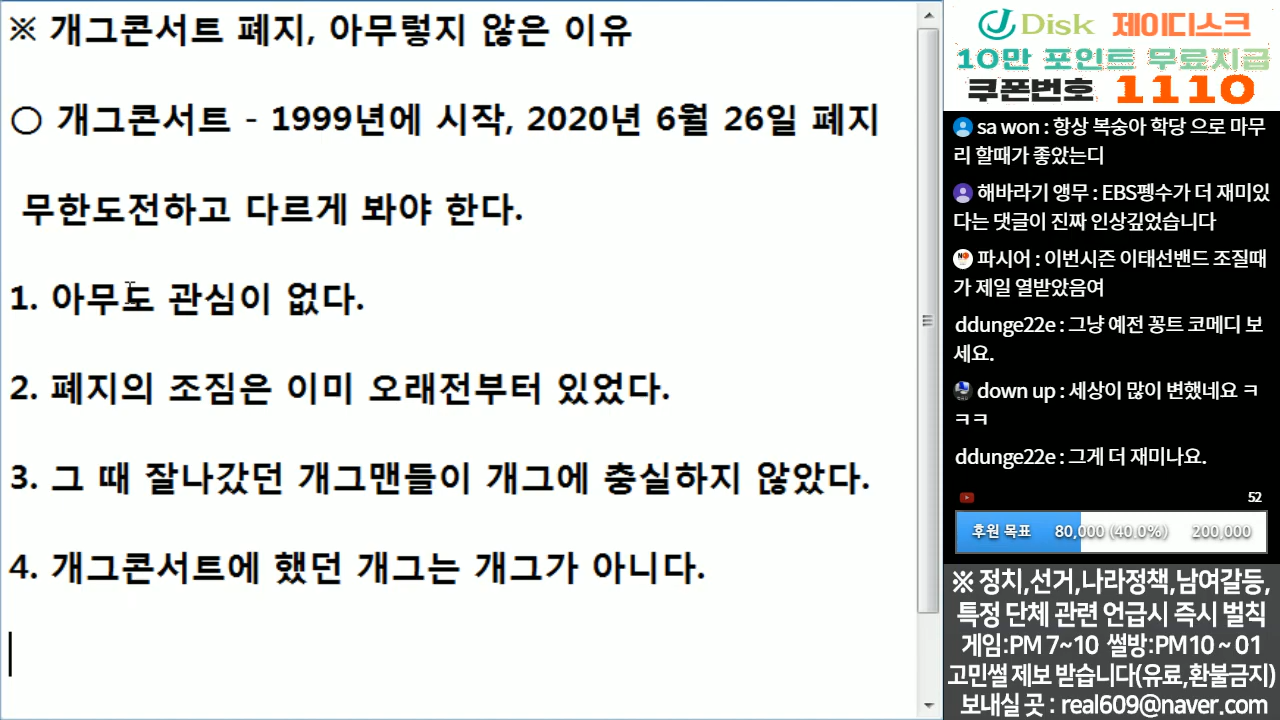 ※ 개그콘서트 폐지, 아무렇지 않은 이유
○ 개그콘서트 - 1999년에 시작, 2020년 6월 26일 폐지
무한도전하고 다르게 봐야 한다.
1. 아무도 관심이 없다.
2. 폐지의 조짐은 이미 오래전부터 있었다.
3. 그 때 잘나갔던 개그맨들이 개그에 충실하지 않았다.
4. 개그콘서트에 했던 개그는 개그가 아니다.
JDisk 제이디스크
10만 포인트 무료지급
쿠폰번호 1110
sa won : 항상 복숭아 학당 으로 마무
리 할때가 좋았는디
해바라기 앵무 : EBS펭수가 더 재미있
다는 댓글이 진짜 인상깊었습니다
파시어 : 이번시즌 이태선밴드 조질때
가 제일 열받았음여
ddunge22e : 그냥 예전 꽁트 코메디 보
세요.
down up : 세상이 많이 변했네요 ㅋ
ㅋㅋ
ddunge22e : 그게 더 재미나요.
52
후원 목표 80,000 (40.0%) 200,000
※ 정치,선거,나라정책,남여갈등,
특정 단체 관련 언급시 즉시 벌칙
게임:PM 7~10 썰방:PM10 ~ 01
고민썰 제보 받습니다(유료,환불금지)
보내실 곳 : real609@naver.com